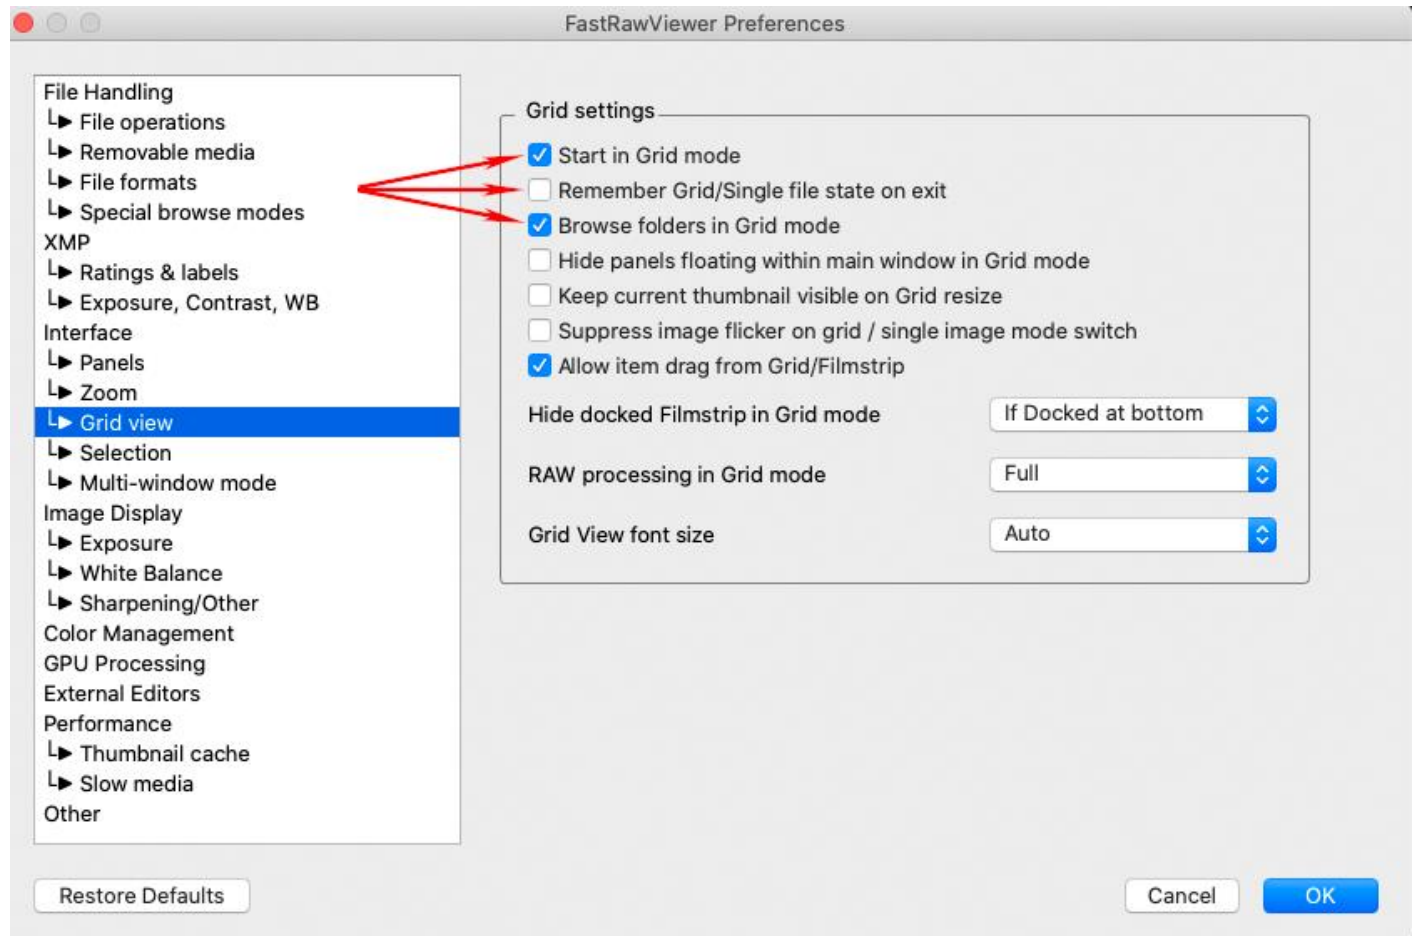 FastRawViewer Preferences
File Handling
File operations
Removable media
File formats
Special browse modes
XMP
Ratings & labels
Exposure, Contrast, WB
Interface
Panels
Zoom
Grid view
Selection
Multi-window mode
Image Display
Exposure
White Balance
Sharpening/Other
Color Management
GPU Processing
External Editors
Performance
Thumbnail cache
Slow media
Other
Grid settings
Start in Grid mode
Remember Grid/Single file state on exit
Browse folders in Grid mode
Hide panels floating within main window in Grid mode
Keep current thumbnail visible on Grid resize
Suppress image flicker on grid / single image mode switch
Allow item drag from Grid/Filmstrip
Hide docked Filmstrip in Grid mode If Docked at bottom
RAW processing in Grid mode Full
Grid View font size Auto
Restore Defaults Cancel OK